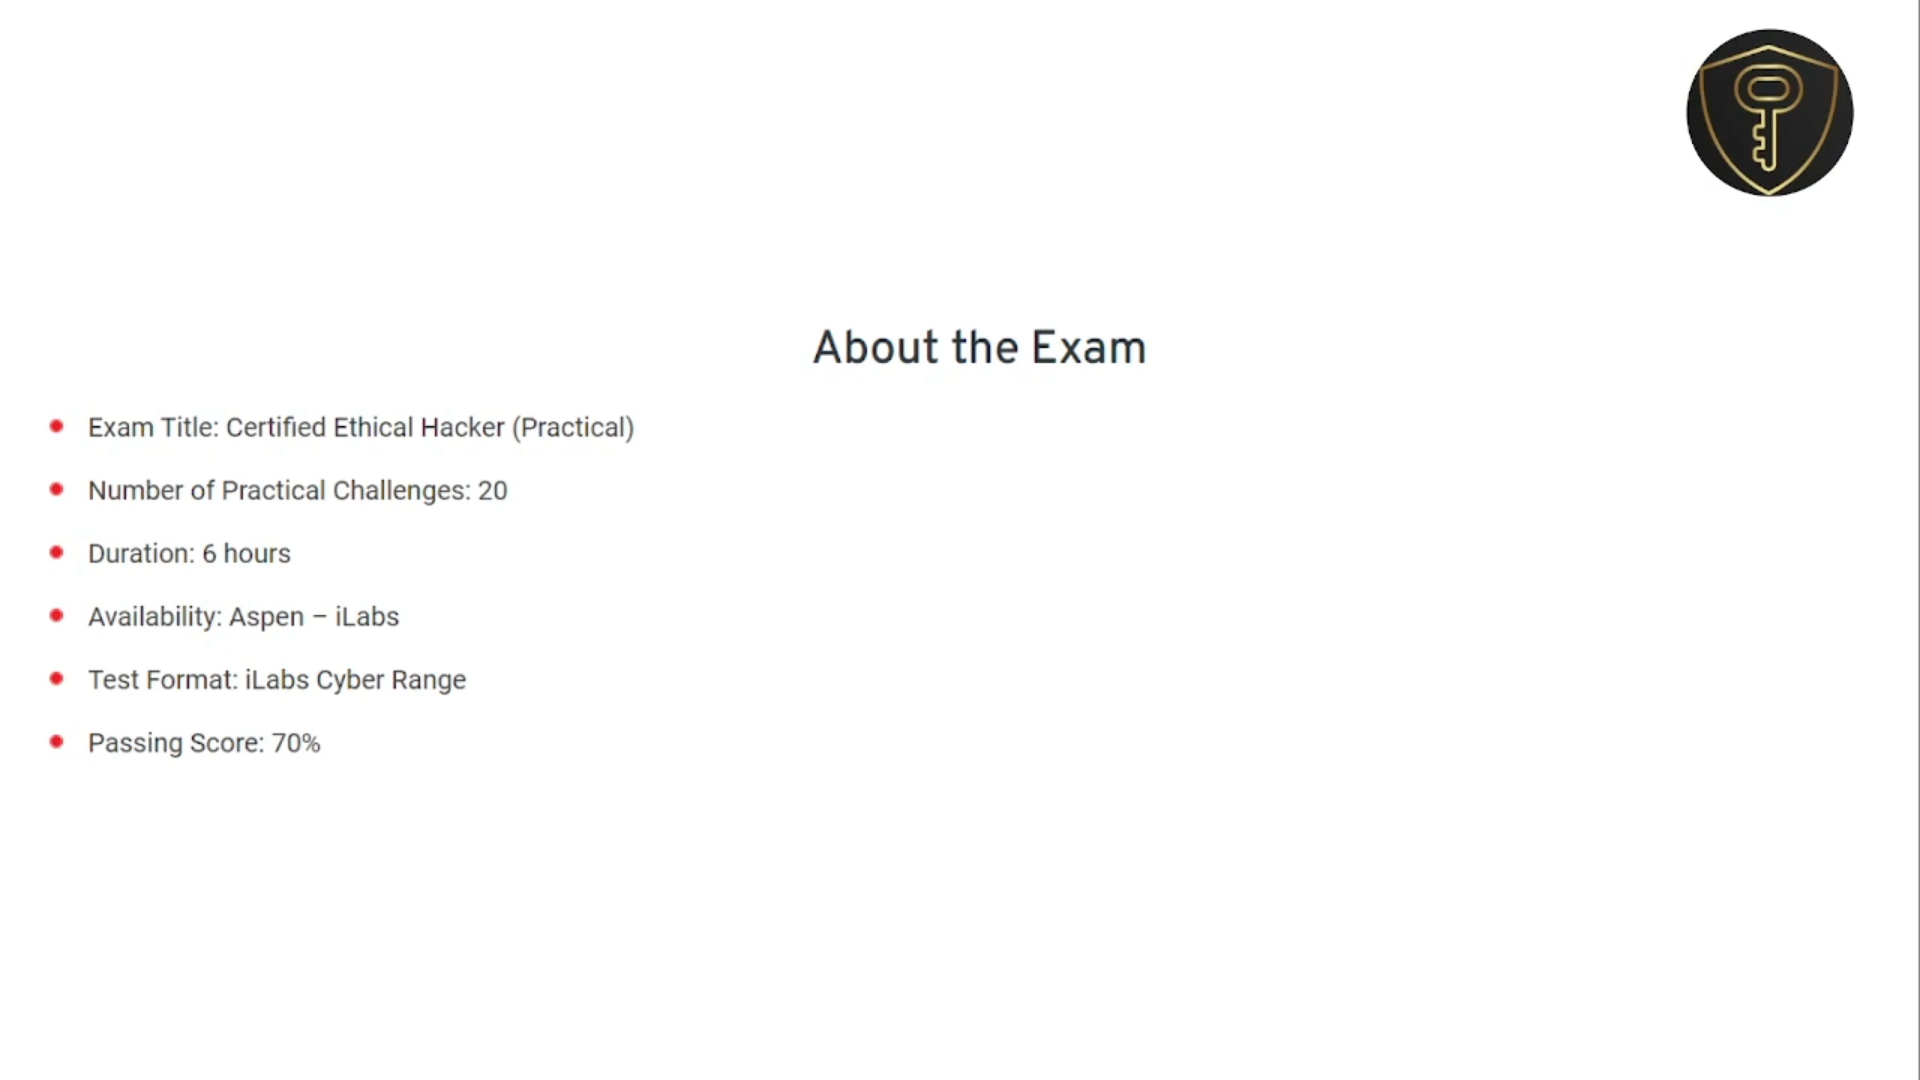 About the Exam
Exam Title: Certified Ethical Hacker (Practical)
Number of Practical Challenges: 20
Duration: 6 hours
Availability: Aspen – iLabs
Test Format: iLabs Cyber Range
Passing Score: 70%